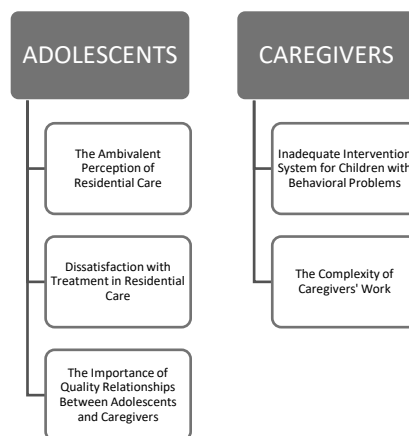 ADOLESCENTS
The Ambivalent
Perception of
Residential Care
Dissatisfaction with
Treatment in Residential
Care
The Importance of
Quality Relationships
Between Adolescents
and Caregivers
CAREGIVERS
Inadequate Intervention
System for Children with
Behavioral Problems
The Complexity of
Caregivers' Work